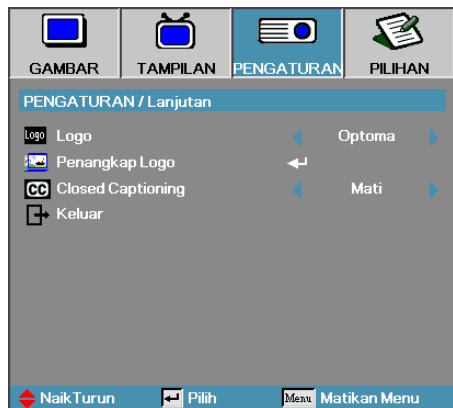 GAMBAR TAMPILAN PENGATURAN PILIHAN
PENGATURAN / Lanjutan
Logo Logo Optoma
Penangkap Logo
CC Closed Captioning Mati
Keluar
NaikTurun Pilih Menu Matikan Menu